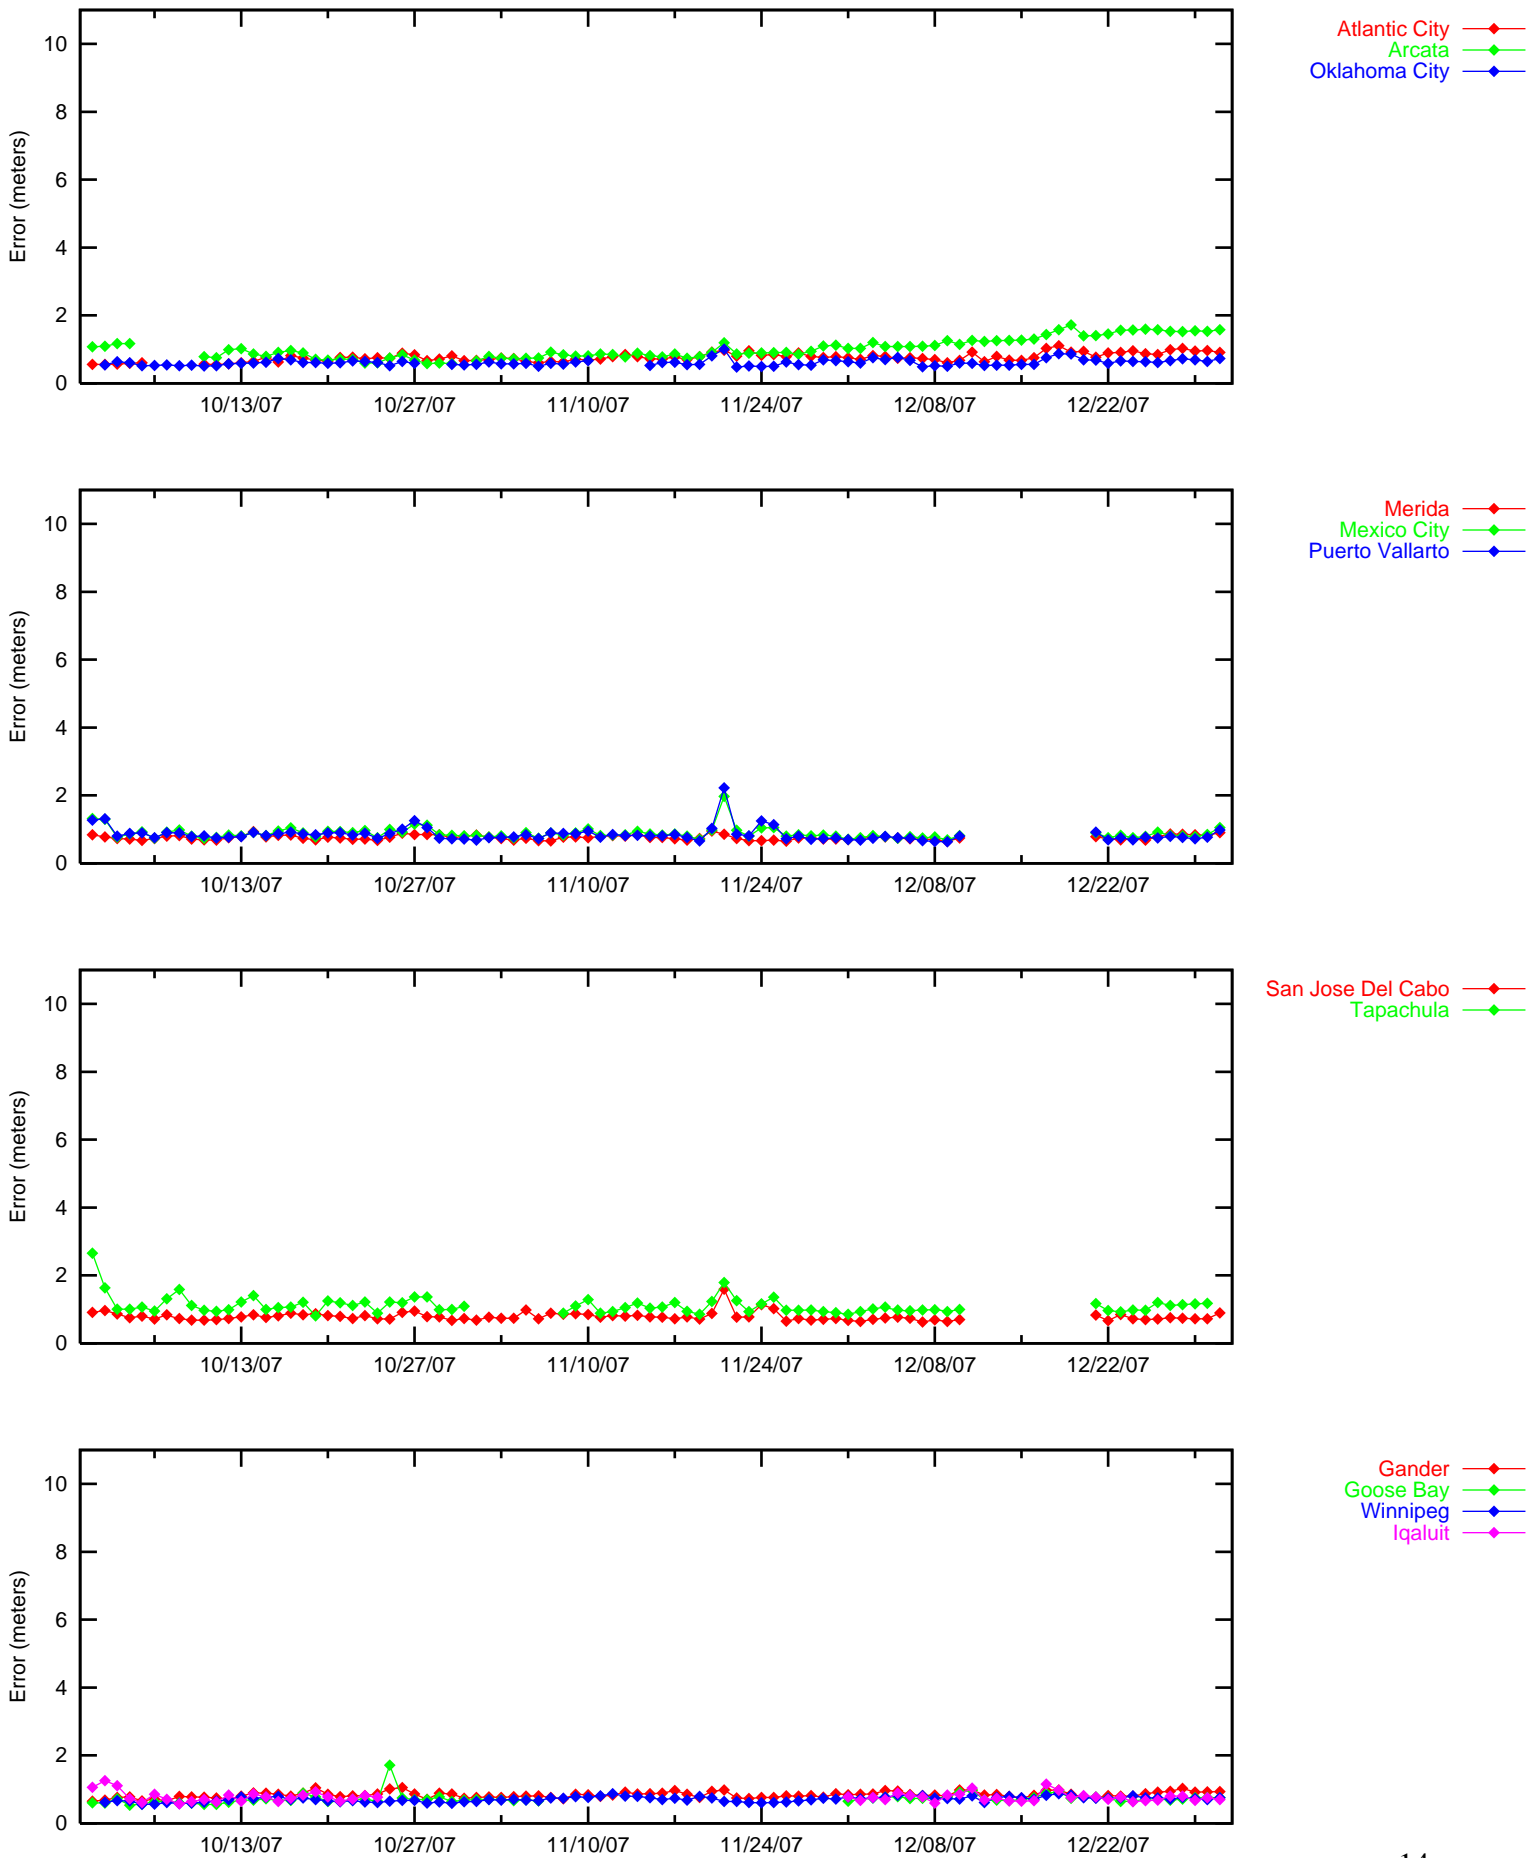 Atlantic City
Arcata
Oklahoma City
Error (meters)
10
8
6
4
2
0
10/13/07 10/27/07 11/10/07 11/24/07 12/08/07 12/22/07
Merida
Mexico City
Puerto Vallarto
Error (meters)
10
8
6
4
2
0
10/13/07 10/27/07 11/10/07 11/24/07 12/08/07 12/22/07
San Jose Del Cabo
Tapachula
Error (meters)
10
8
6
4
2
0
10/13/07 10/27/07 11/10/07 11/24/07 12/08/07 12/22/07
Gander
Goose Bay
Winnipeg
Iqaluit
Error (meters)
10
8
6
4
2
0
10/13/07 10/27/07 11/10/07 11/24/07 12/08/07 12/22/07